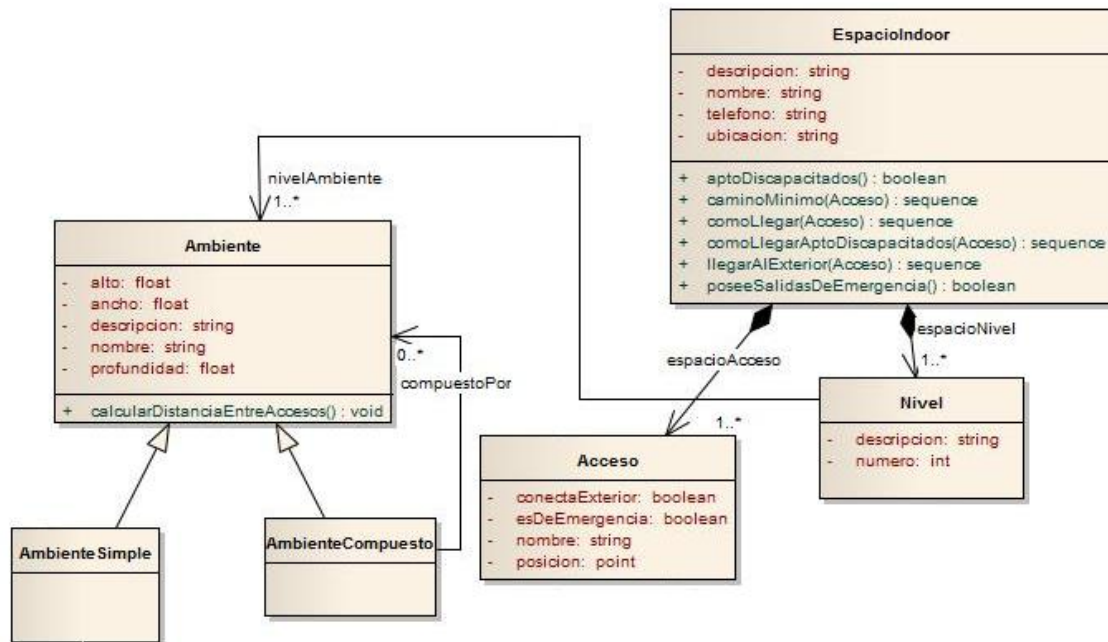 EspacioIndoor
- descripcion: string
- nombre: string
- telefono: string
- ubicacion: string
+ aptoDiscapacitados() : boolean
+ caminoMinimo(Acceso) : sequence
+ comoLlegar(Acceso) : sequence
+ comoLlegarAptoDiscapacitados(Acceso) : sequence
+ llegarAlExterior(Acceso) : sequence
+ poseeSalidasDeEmergencia() : boolean
nivelAmbiente
1..*
Ambiente
- alto: float
- ancho: float
- descripcion: string
- nombre: string
- profundidad: float
+ calcularDistanciaEntreAccesos() : void
0..*
compuestoPor
espacioAcceso
1..*
espacioNivel
1..*
Nivel
- descripcion: string
- numero: int
Acceso
- conectaExterior: boolean
- esDeEmergencia: boolean
- nombre: string
- posicion: point
AmbienteSimple
AmbienteCompuesto